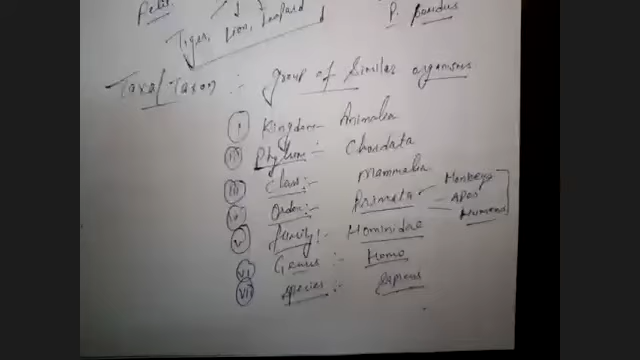 Felis
P. pardus
Tiger, Lion, Leopard
Taxa/Taxon :- Group of Similar organisms
I Kingdom - Animalia
II Phylum :- Chordata
III Class :- Mammalia
IV Order :- Primata - Monkeys
- Apes
- Humans
V Family :- Hominidae
VI Genus :- Homo
VII Species :- Sapiens